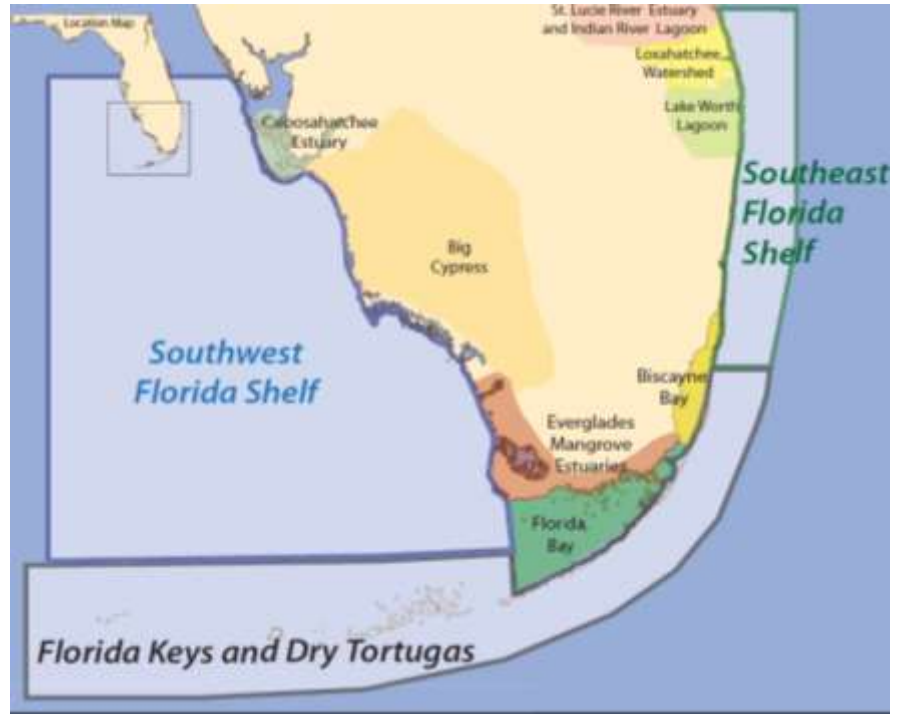 Location Map
St. Lucie River Estuary
and Indian River Lagoon
Loxahatchee
Watershed
Lake Worth
Lagoon
Caloosahatchee
Estuary
Southeast
Florida
Shelf
Big
Cypress
Southwest
Florida Shelf
Biscayne
Bay
Everglades
Mangrove
Estuaries
Florida
Bay
Florida Keys and Dry Tortugas